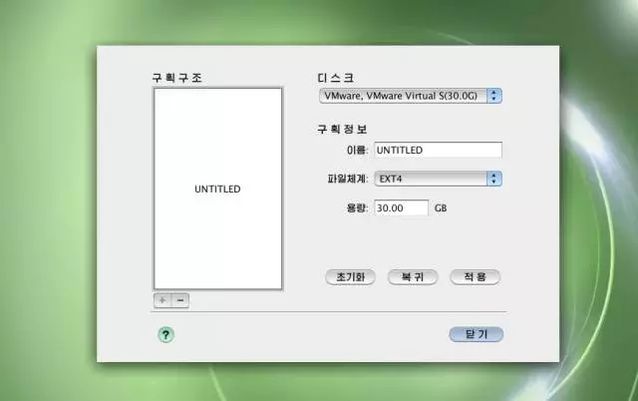 구획구조
UNTITLED
+ −
디스크
VMware, VMware Virtual S(30.0G)
구획정보
이름: UNTITLED
파일체계: EXT4
용량: 30.00 GB
초기화 복귀 적용
? 닫기